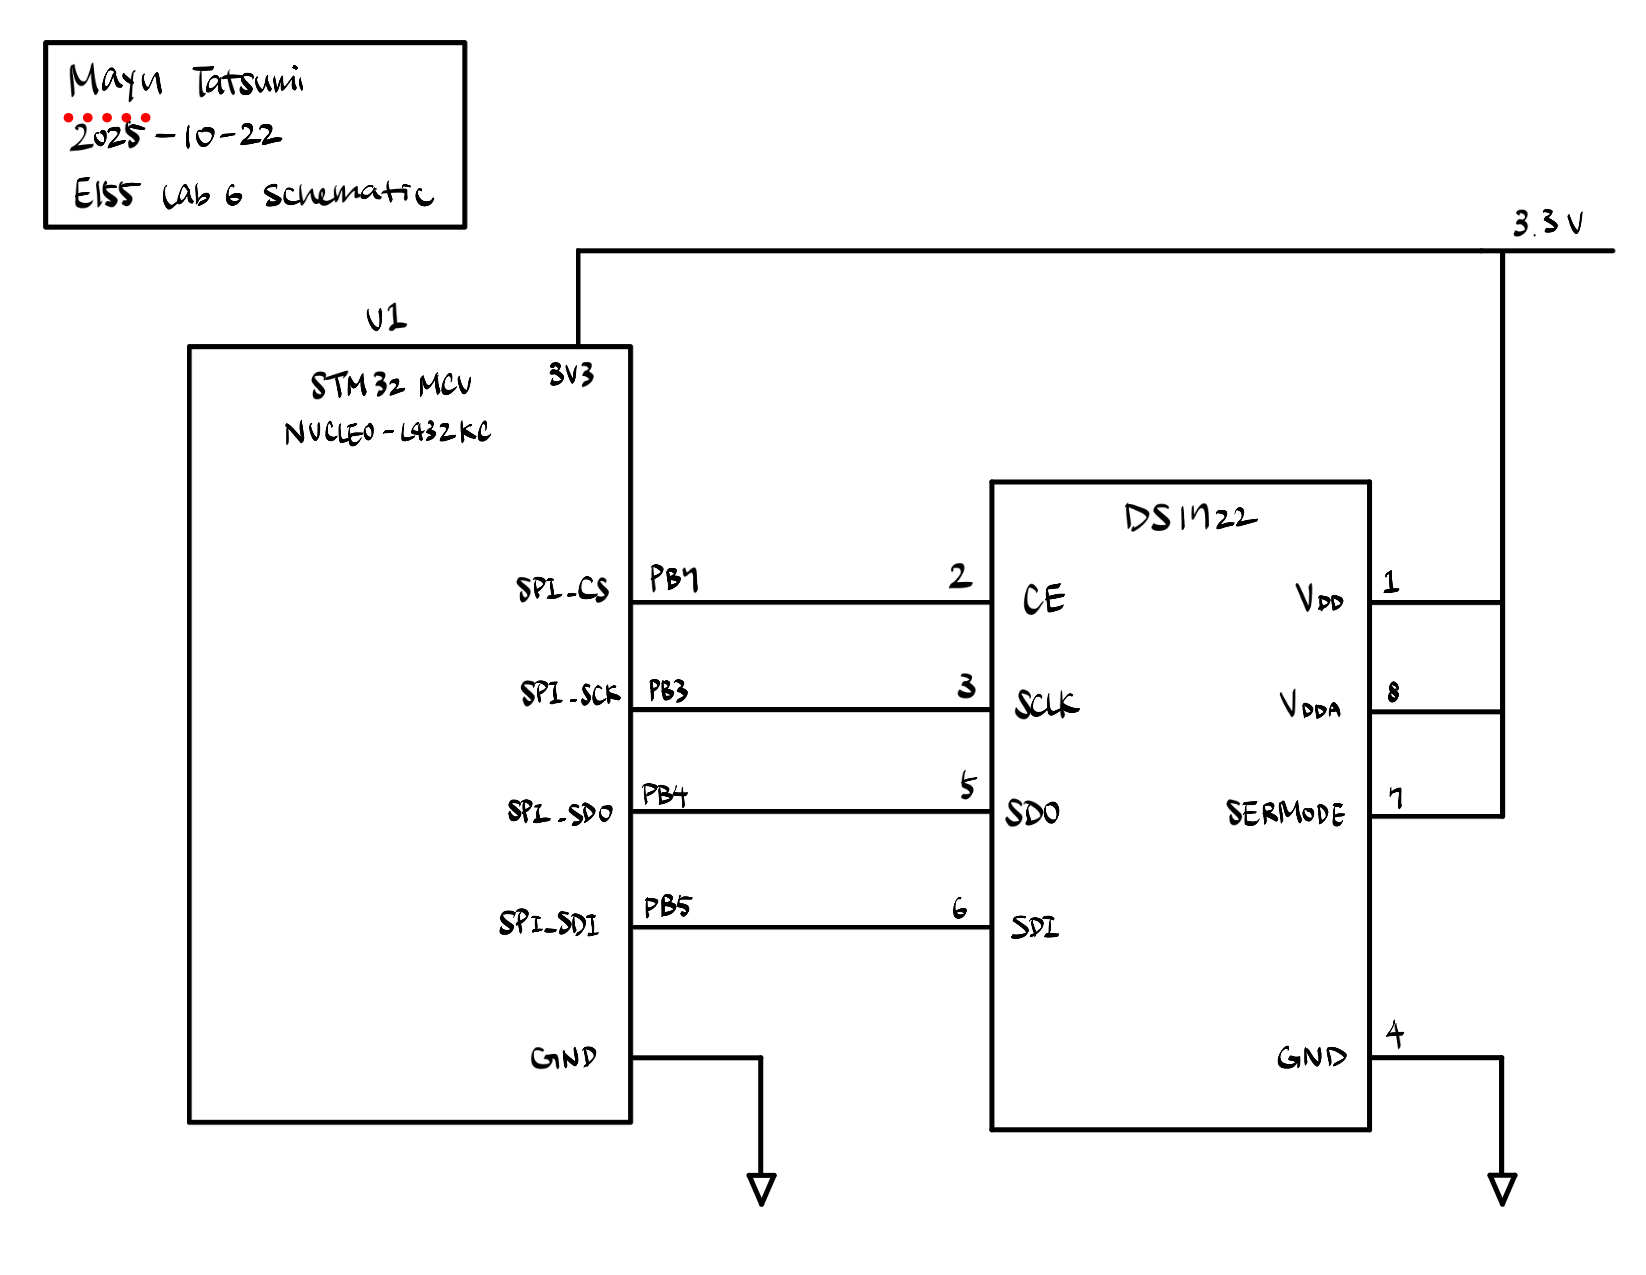 Mayu Tatsumi
2025-10-22
E155 Lab 6 Schematic
3.3 V
U1
STM32 MCU
3V3
NUCLEO-L432KC
DS1722
SPI_CS
PB7
2
CE
VDD
1
SPI_SCK
PB3
3
SCLK
VDDA
8
SPI_SDO
PB4
5
SDO
SERMODE
7
SPI_SDI
PB5
6
SDI
GND
GND
4